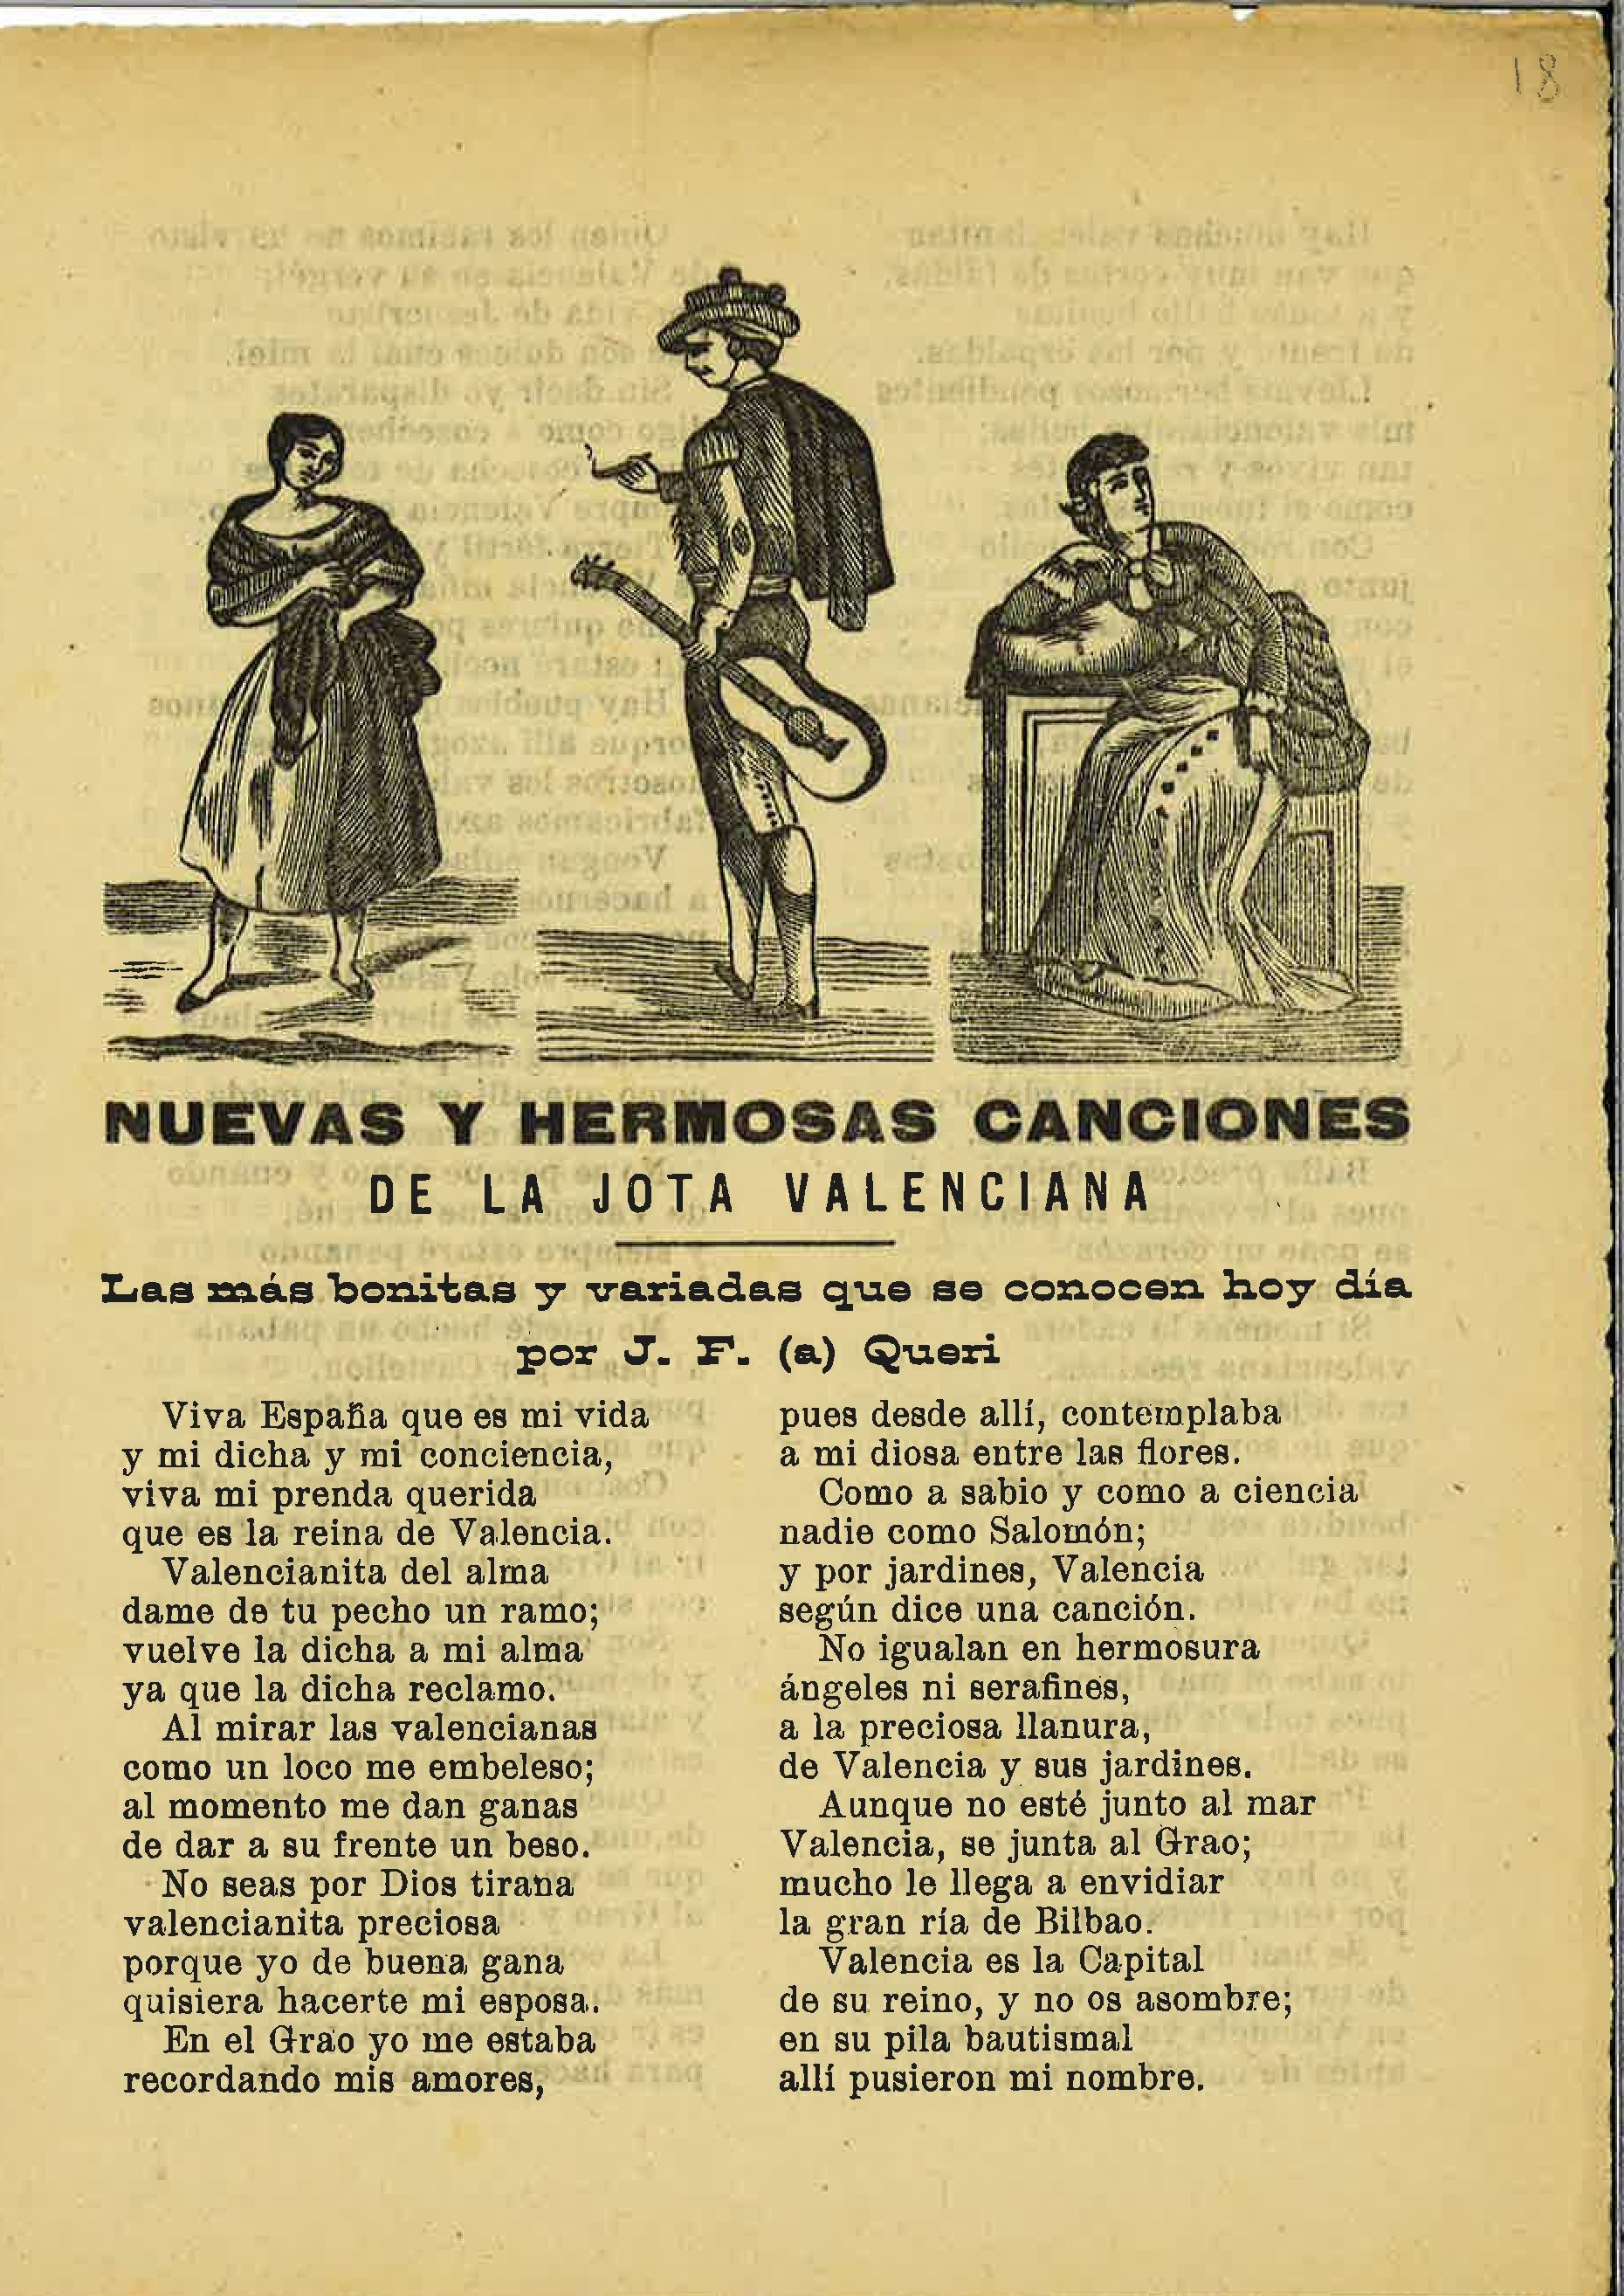 18
NUEVAS Y HERMOSAS CANCIONES
DE LA JOTA VALENCIANA
Las más bonitas y variadas que se conocen hoy día
por J. F. (a) Queri
Viva España que es mi vida
y mi dicha y mi conciencia,
viva mi prenda querida
que es la reina de Valencia.
Valencianita del alma
dame de tu pecho un ramo;
vuelve la dicha a mi alma
ya que la dicha reclamo.
Al mirar las valencianas
como un loco me embeleso;
al momento me dan ganas
de dar a su frente un beso.
No seas por Dios tirana
valencianita preciosa
porque yo de buena gana
quisiera hacerte mi esposa.
En el Grao yo me estaba
recordando mis amores,
pues desde allí, contemplaba
a mi diosa entre las flores.
Como a sabio y como a ciencia
nadie como Salomón;
y por jardines, Valencia
según dice una canción.
No igualan en hermosura
ángeles ni serafines,
a la preciosa llanura,
de Valencia y sus jardines.
Aunque no esté junto al mar
Valencia, se junta al Grao;
mucho le llega a envidiar
la gran ría de Bilbao.
Valencia es la Capital
de su reino, y no os asombre;
en su pila bautismal
allí pusieron mi nombre.